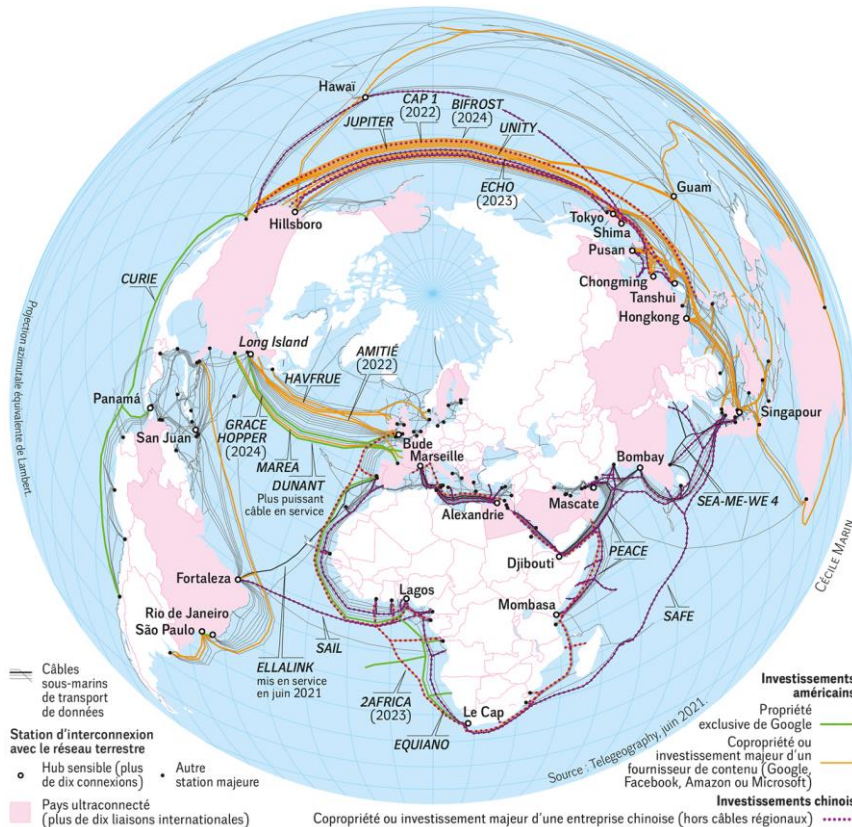 Hawaï
CAP 1
(2022)
BIFROST
(2024)
JUPITER
UNITY
ECHO
(2023)
Guam
Hillsboro
Tokyo
Shima
Pusan
Chongming
Tanshui
Hongkong
CURIE
Projection azimutale équivalente de Lambert.
Long Island
AMITIÉ
(2022)
HAVFRUE
Panamá
San Juan
GRACE
HOPPER
(2024)
MAREA
DUNANT
Plus puissant
câble en service
Bude
Marseille
Singapour
Bombay
Mascate
Alexandrie
SEA-ME-WE 4
Djibouti
PEACE
CÉCILE MARIN
Fortaleza
Lagos
Mombasa
SAFE
Rio de Janeiro
São Paulo
SAIL
ELLALINK
mis en service
en juin 2021
2AFRICA
(2023)
Le Cap
EQUIANO
Source : Telegeography, juin 2021.
Câbles
sous-marins
de transport
de données
Station d'interconnexion
avec le réseau terrestre
Hub sensible (plus
de dix connexions)
Autre
station majeure
Pays ultraconnecté
(plus de dix liaisons internationales)
Investissements
américains
Propriété
exclusive de Google
Copropriété ou
investissement majeur d'un
fournisseur de contenu (Google,
Facebook, Amazon ou Microsoft)
Investissements chinois
Copropriété ou investissement majeur d'une entreprise chinoise (hors câbles régionaux)